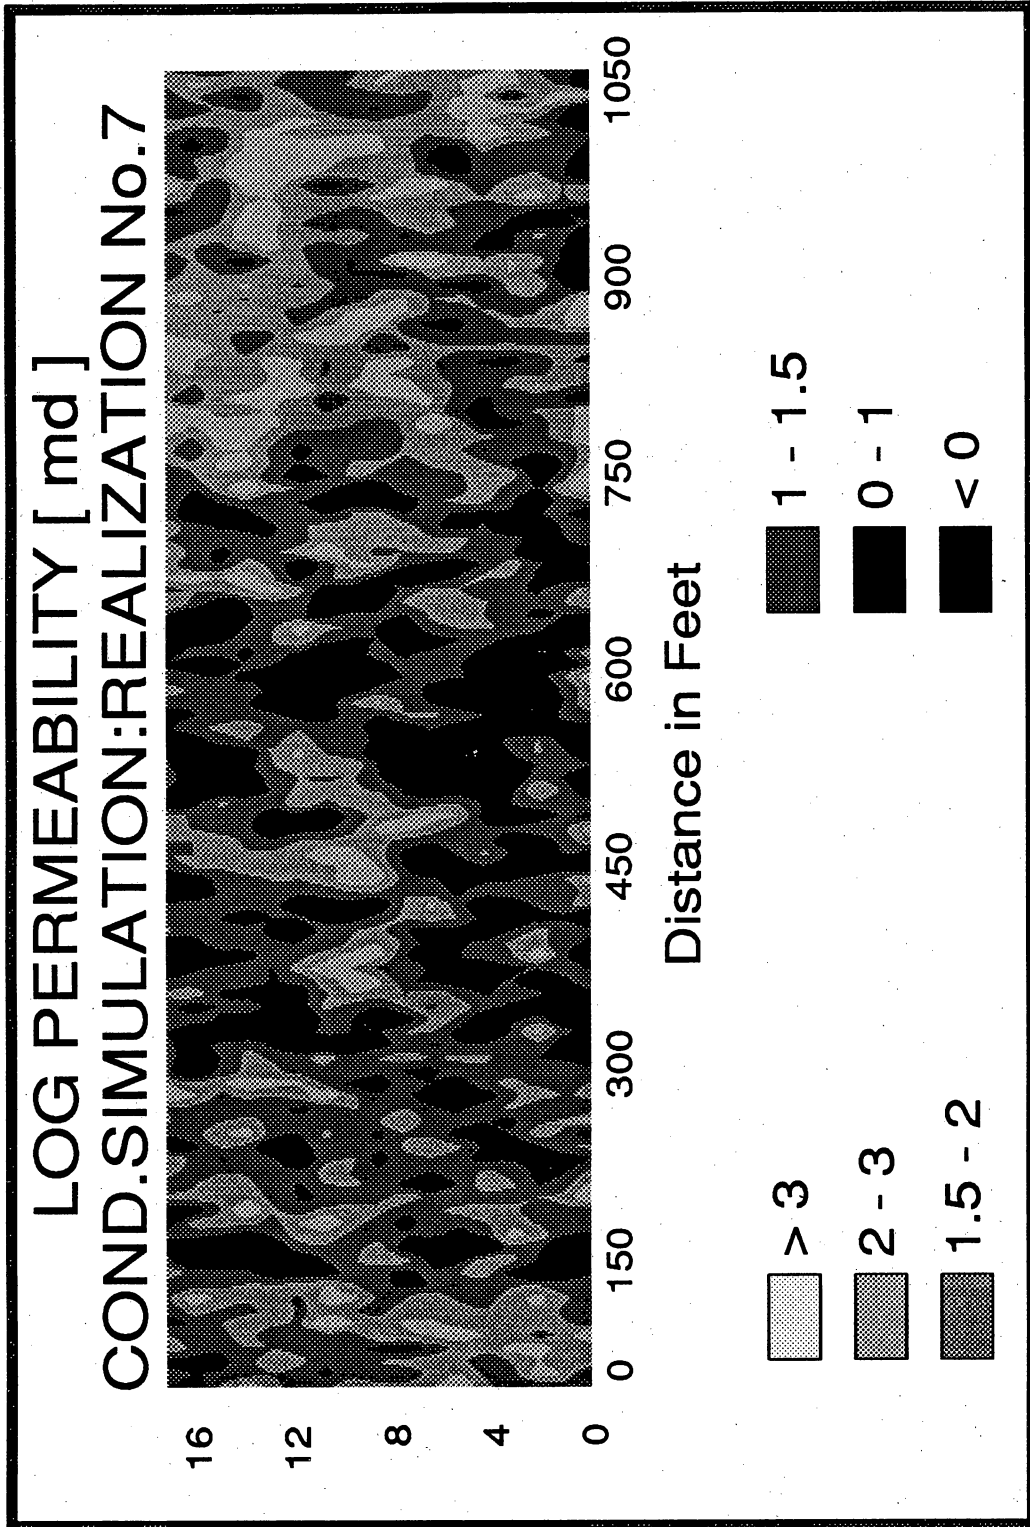 LOG PERMEABILITY [ md ]
COND.SIMULATION:REALIZATION No.7
16
12
8
4
0
0 150 300 450 600 750 900 1050
Distance in Feet
> 3 1 - 1.5
2 - 3 0 - 1
1.5 - 2 < 0